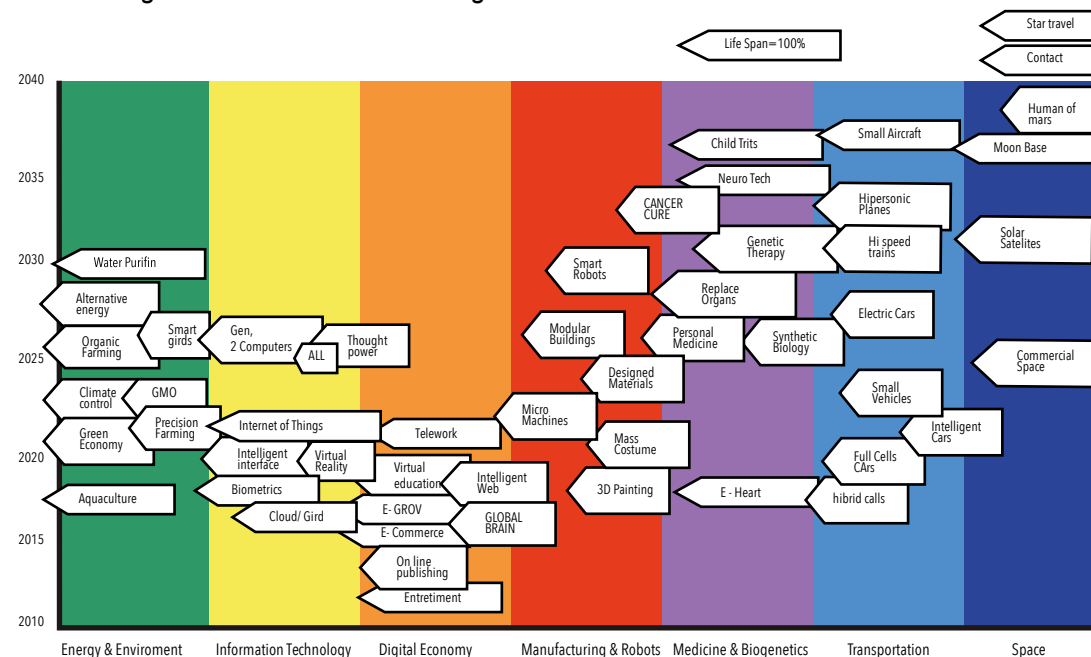 Star travel
Life Span=100%
Contact
2040
Human of
mars
Small Aircraft
Child Trits
Moon Base
2035
Neuro Tech
CANCER
CURE
Hipersonic
Planes
Solar
Satelites
Genetic
Therapy
Hi speed
trains
2030
Water Purifin
Smart
Robots
Replace
Organs
Alternative
energy
Electric Cars
Smart
girds
Gen,
2 Computers
Modular
Buildings
Personal
Medicine
Synthetic
Biology
Organic
Farming
Thought
power
ALL
2025
Commercial
Space
Designed
Materials
Climate
control
GMO
Small
Vehicles
Micro
Machines
Precision
Farming
Internet of Things
Telework
Intelligent
Cars
Green
Economy
Mass
Costume
2020
Intelligent
interface
Virtual
Reality
Full Cells
CArs
Virtual
education
Intelligent
Web
Biometrics
3D Painting
E - Heart
hibrid calls
Aquaculture
E- GROV
Cloud/ Gird
GLOBAL
BRAIN
E- Commerce
2015
On line
publishing
Entretiment
2010
Energy & Enviroment
Information Technology
Digital Economy
Manufacturing & Robots
Medicine & Biogenetics
Transportation
Space